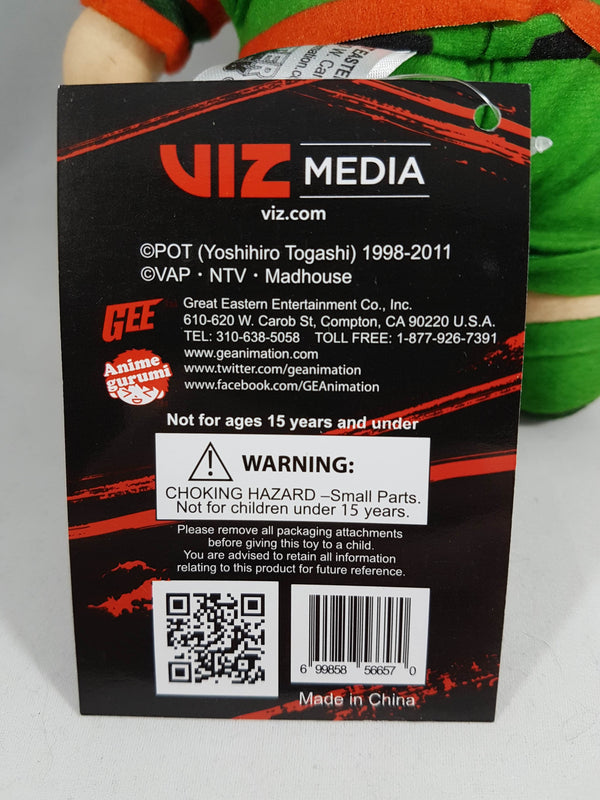 EASTE
W. Car
mation.co
VIZ MEDIA
viz.com
©POT (Yoshihiro Togashi) 1998-2011
©VAP・NTV・Madhouse
GEE
Great Eastern Entertainment Co., Inc.
610-620 W. Carob St, Compton, CA 90220 U.S.A.
TEL: 310-638-5058 TOLL FREE: 1-877-926-7391
www.geanimation.com
Anime gurumi
www.twitter.com/geanimation
www.facebook.com/GEAnimation
Not for ages 15 years and under
WARNING:
CHOKING HAZARD –Small Parts.
Not for children under 15 years.
Please remove all packaging attachments
before giving this toy to a child.
You are advised to retain all information
relating to this product for future reference.
6 99858 56657 0
Made in China